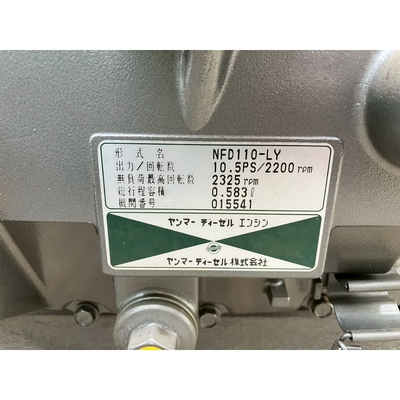 形式名 NFD110-LY
出力/回転数 10.5PS/2200rpm
無負荷最高回転数 2325rpm
総行程容積 0.583ℓ
機関番号 015541
ヤンマーディーゼルエンジン
ヤンマーディーゼル株式会社